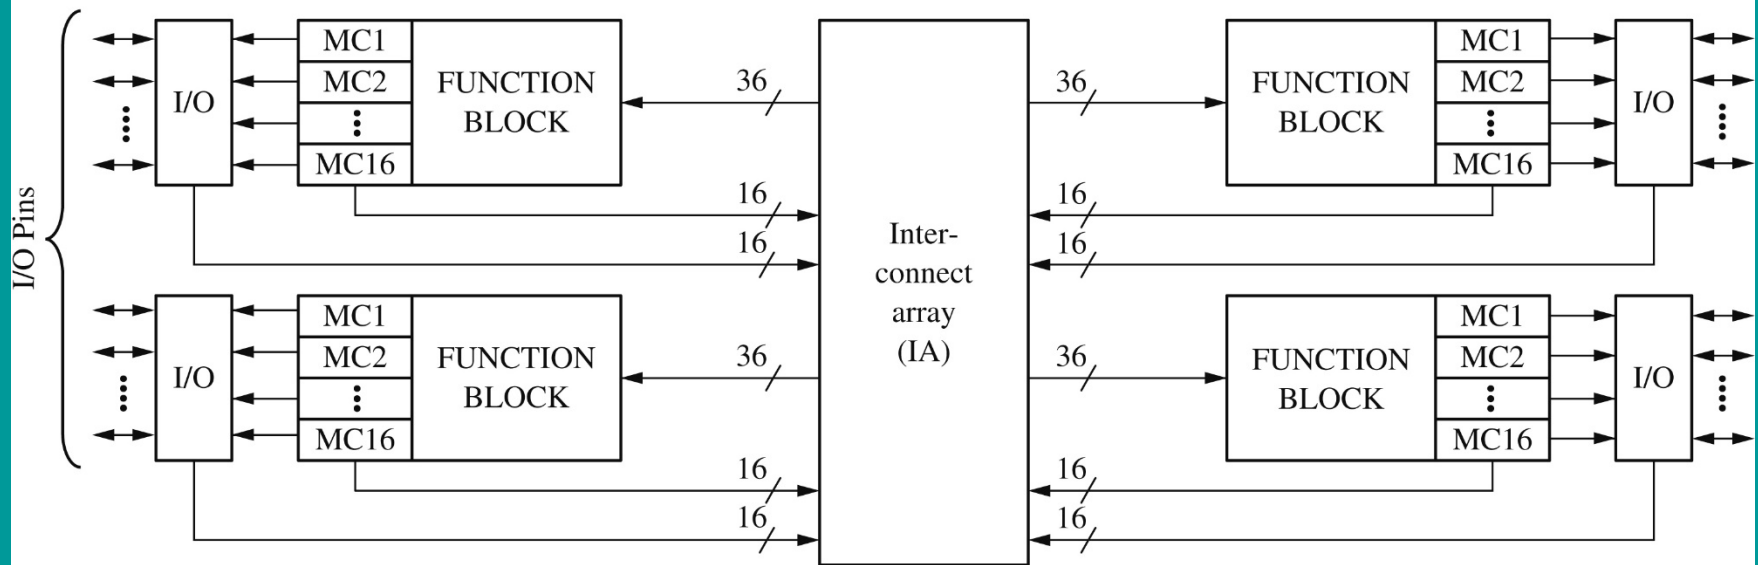 I/O Pins
I/O
MC1
MC2
MC16
FUNCTION
BLOCK
36
16
16
I/O
MC1
MC2
MC16
FUNCTION
BLOCK
36
16
16
Inter-
connect
array
(IA)
36
FUNCTION
BLOCK
MC1
MC2
MC16
I/O
16
16
36
FUNCTION
BLOCK
MC1
MC2
MC16
I/O
16
16